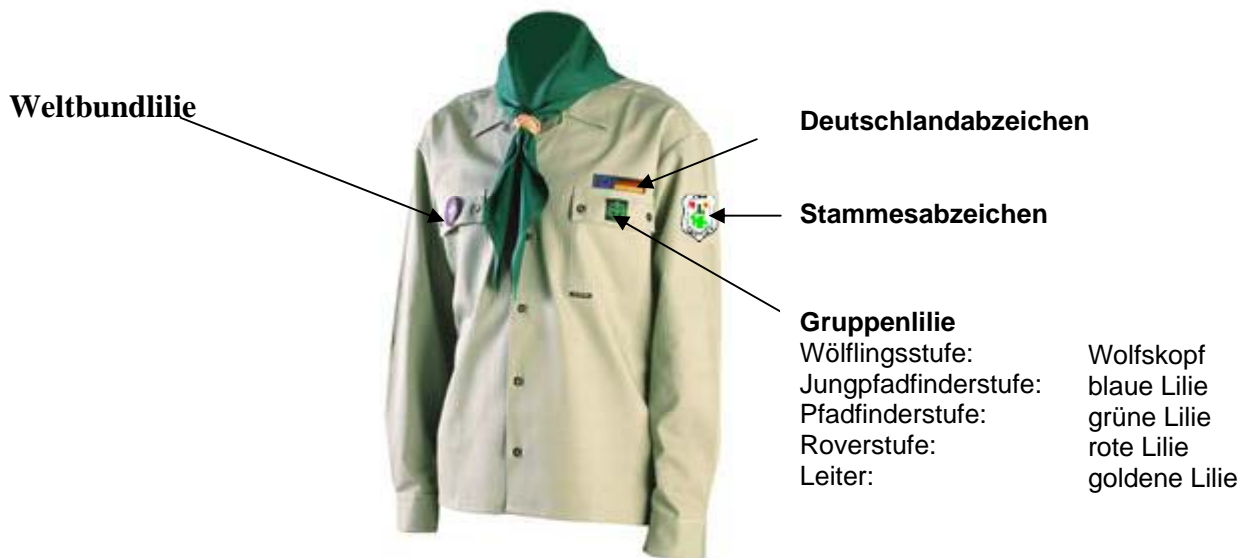 Weltbundlilie
Deutschlandabzeichen
Stammesabzeichen
Gruppenlilie
Wölflingsstufe: Wolfskopf
Jungpfadfinderstufe: blaue Lilie
Pfadfinderstufe: grüne Lilie
Roverstufe: rote Lilie
Leiter: goldene Lilie